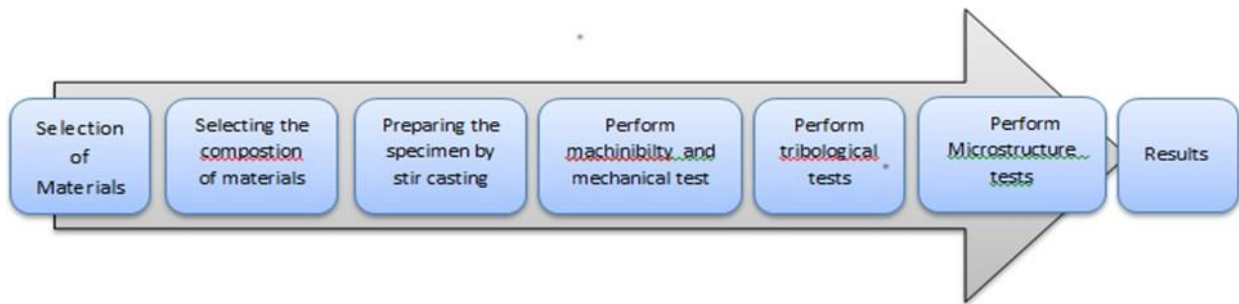 Selection
of
Materials
Selecting the
compostion
of materials
Preparing the
specimen by
stir casting
Perform
machinibilty and
mechanical test
Perform
tribological
tests
Perform
Microstructure
tests
Results